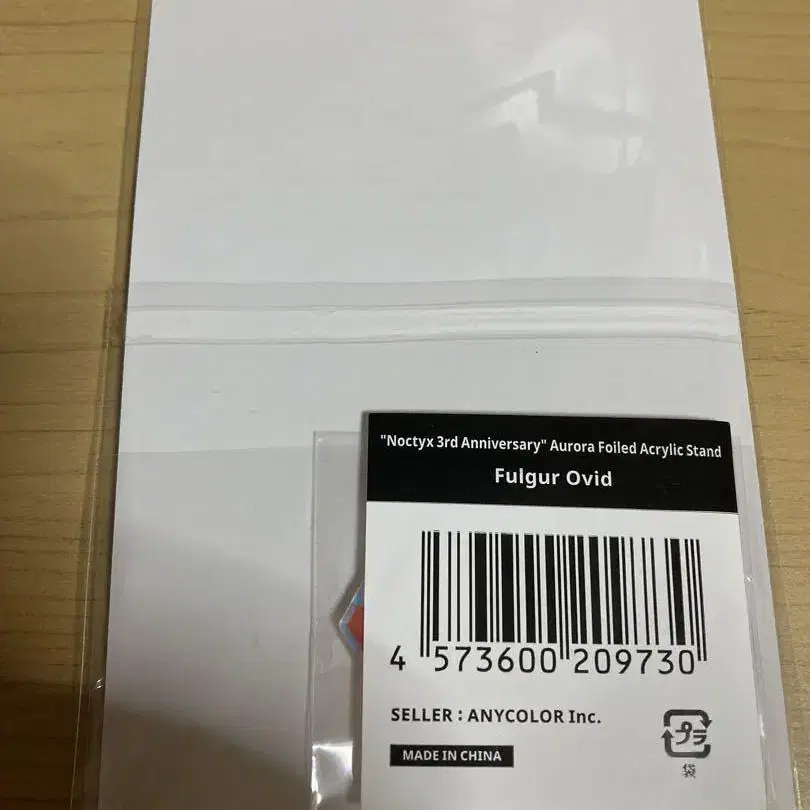 "Noctyx 3rd Anniversary" Aurora Foiled Acrylic Stand
Fulgur Ovid
4 573600 209730
SELLER : ANYCOLOR Inc.
プラ
MADE IN CHINA
袋